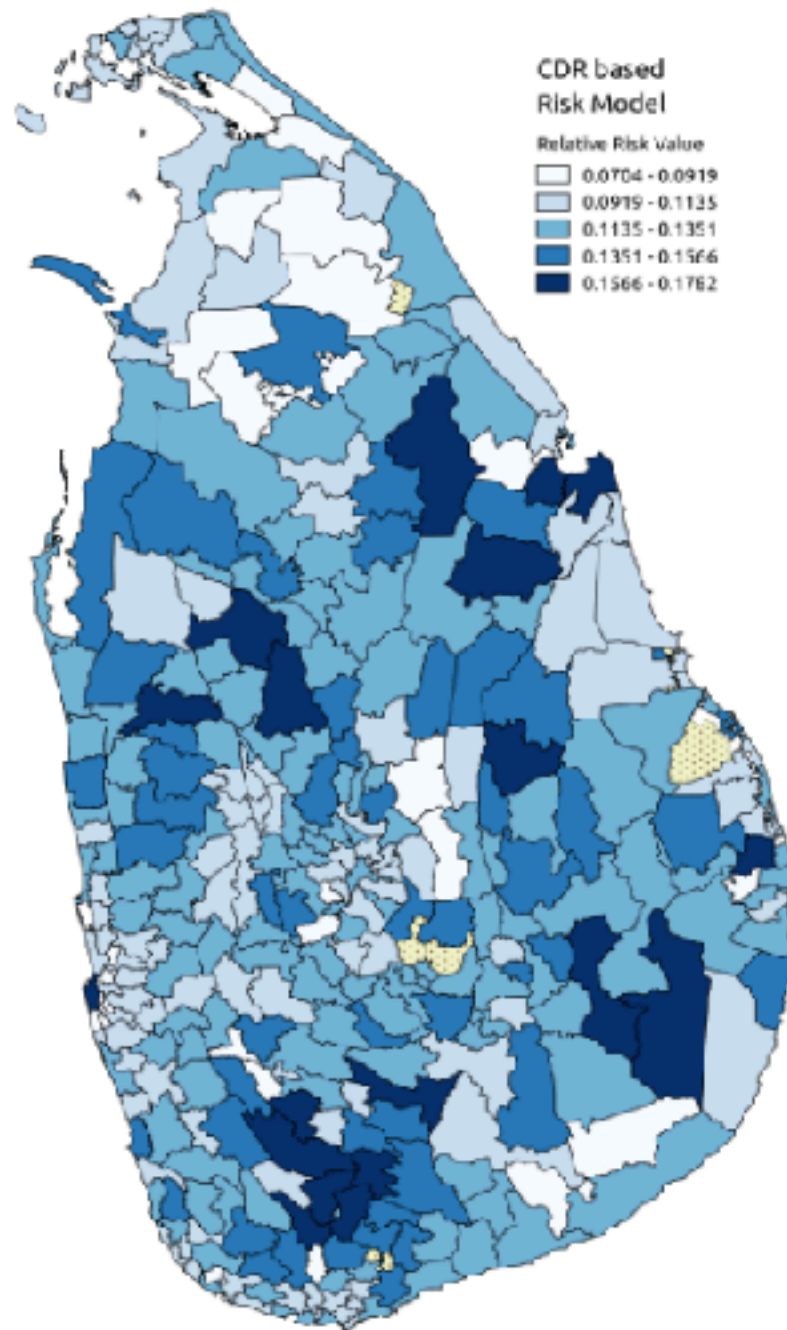 CDR based
Risk Model
Relative Risk Value
0.0704 - 0.0919
0.0919 - 0.1135
0.1135 - 0.1351
0.1351 - 0.1566
0.1566 - 0.1782